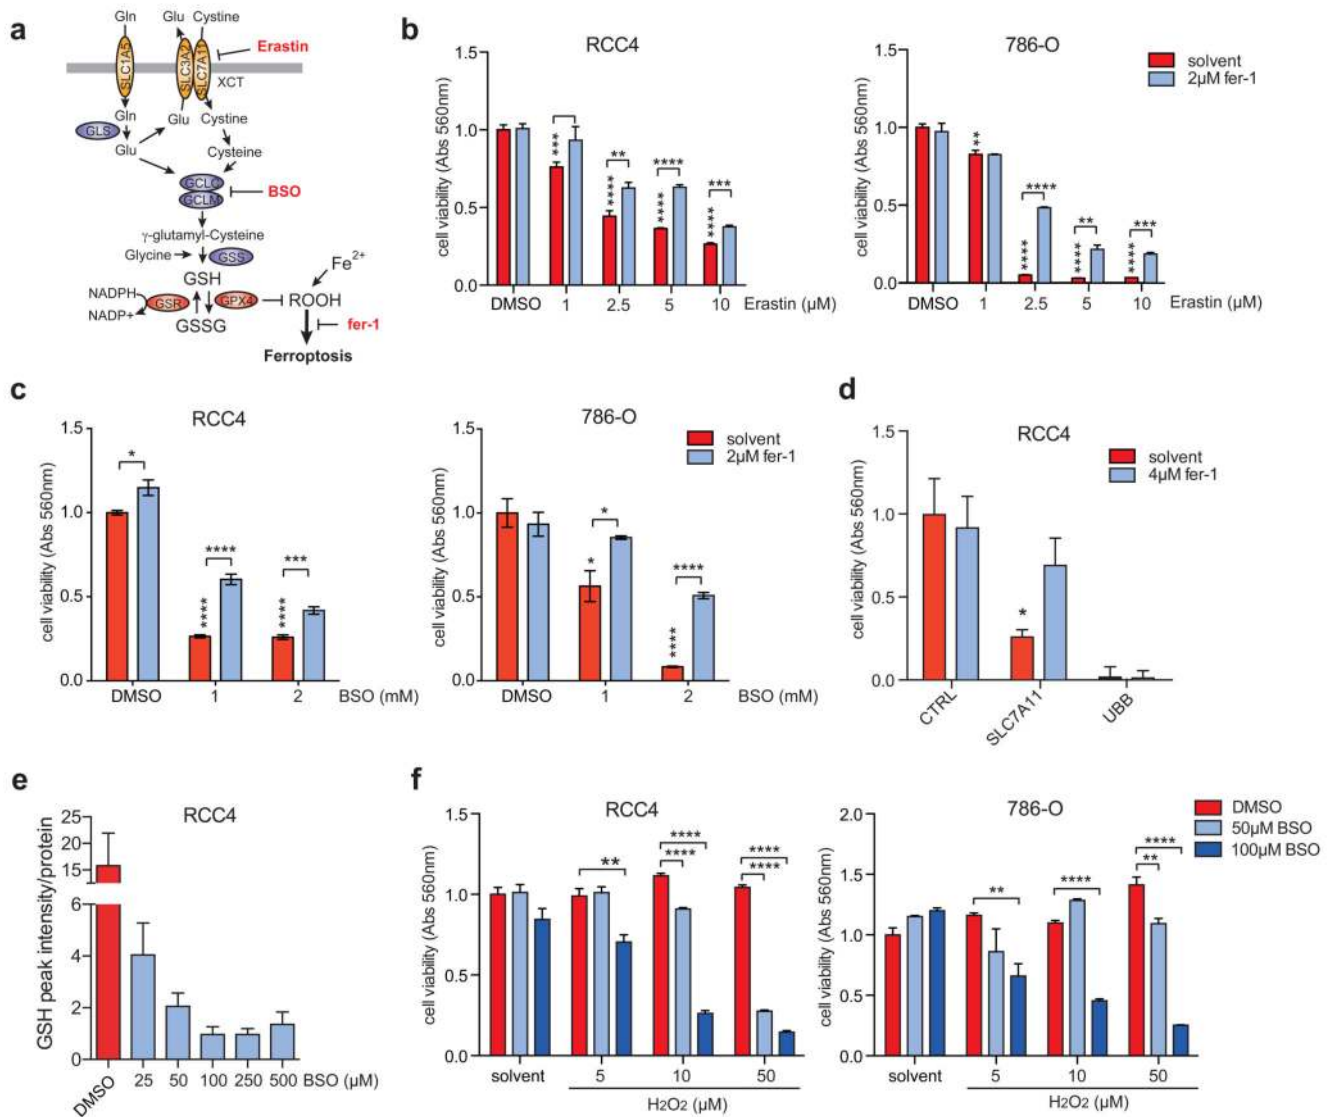 a
Gln Glu Cystine
Erastin
SLC1A5 SLC3A2 SLC7A11
XCT
Gln Glu Cystine
GLS
Glu Cysteine
GCLC
GCLM
BSO
γ-glutamyl-Cysteine
Glycine GSS
GSH Fe2+
NADPH GSR GPX4 ROOH
NADP+ GSSG fer-1
Ferroptosis
b
RCC4
cell viability (Abs 560nm)
1.5
1.0
0.5
0.0
*** ** **** ***
**** **** ****
DMSO 1 2.5 5 10 Erastin (μM)
786-O
solvent
2μM fer-1
cell viability (Abs 560nm)
1.5
1.0
0.5
0.0
** **** ** ***
**** **** ****
DMSO 1 2.5 5 10 Erastin (μM)
c
RCC4
cell viability (Abs 560nm)
1.5
1.0
0.5
0.0
* **** ***
**** ****
DMSO 1 2 BSO (mM)
786-O
solvent
2μM fer-1
cell viability (Abs 560nm)
1.5
1.0
0.5
0.0
* ****
* ****
DMSO 1 2 BSO (mM)
d
RCC4
solvent
4μM fer-1
cell viability (Abs 560nm)
1.5
1.0
0.5
0.0
*
CTRL SLC7A11 UBB
e
RCC4
GSH peak intensity/protein
25
20
15
6
4
2
0
DMSO 25 50 100 250 500 BSO (μM)
f
RCC4
cell viability (Abs 560nm)
1.5
1.0
0.5
0.0
** **** ****
**** ****
solvent 5 10 50
H2O2 (μM)
786-O
DMSO
50μM BSO
100μM BSO
cell viability (Abs 560nm)
2.0
1.5
1.0
0.5
0.0
** **** ****
**
solvent 5 10 50
H2O2 (μM)